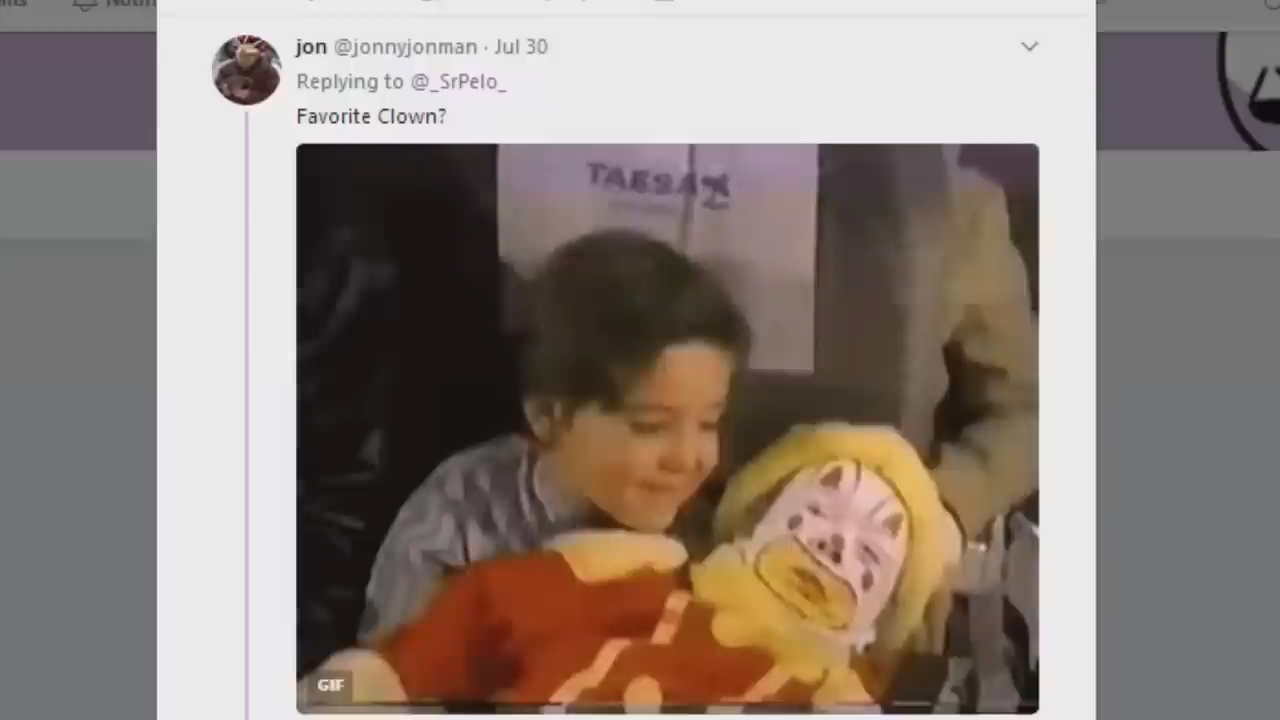 jon @jonnyjonman · Jul 30
Replying to @_SrPelo_
Favorite Clown?
TAESA
GIF